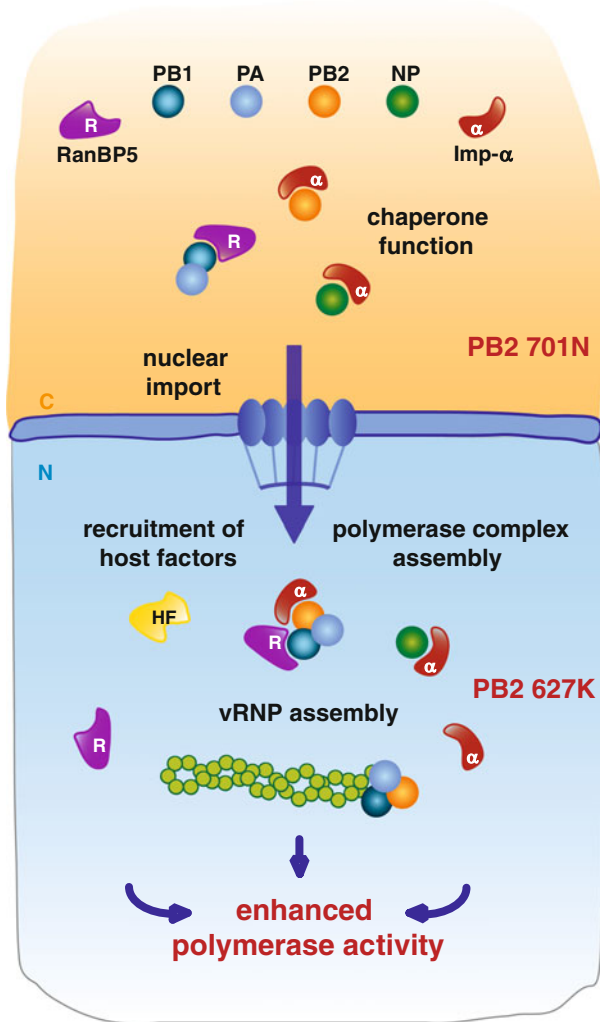 PB1 PA PB2 NP
R α
RanBP5 Imp-α
α
R
chaperone
function
α
PB2 701N
nuclear
import
C
N
recruitment of
host factors
polymerase complex
assembly
α
HF
R
α
PB2 627K
vRNP assembly
R
α
enhanced
polymerase activity